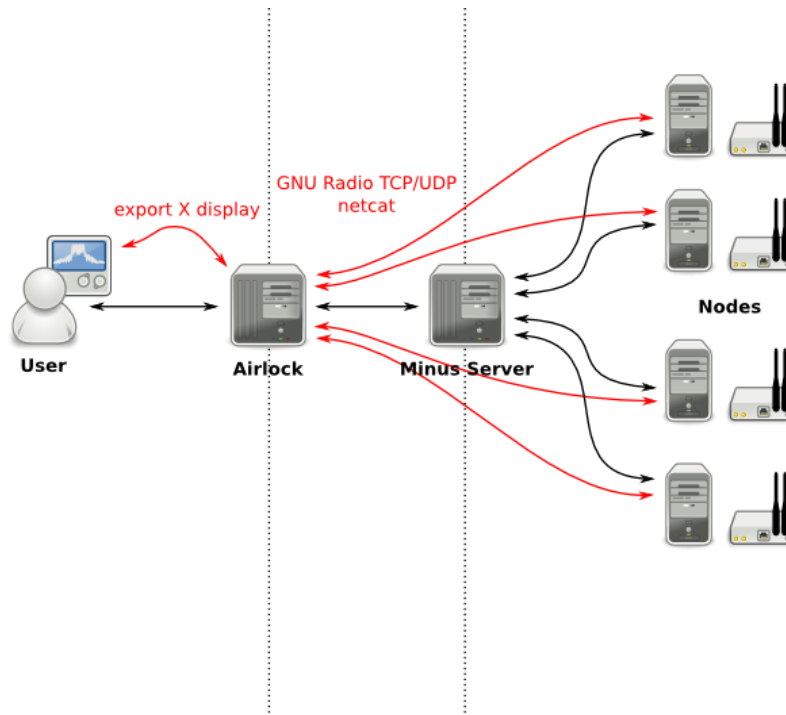 GNU Radio TCP/UDP
netcat
export X display
User
Airlock
Minus Server
Nodes